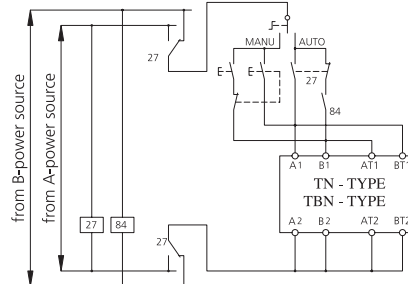 from B-power source
from A-power source
27
MANU
AUTO
27
84
27
84
27
A1
B1
AT1
BT1
TN - TYPE
TBN - TYPE
A2
B2
AT2
BT2